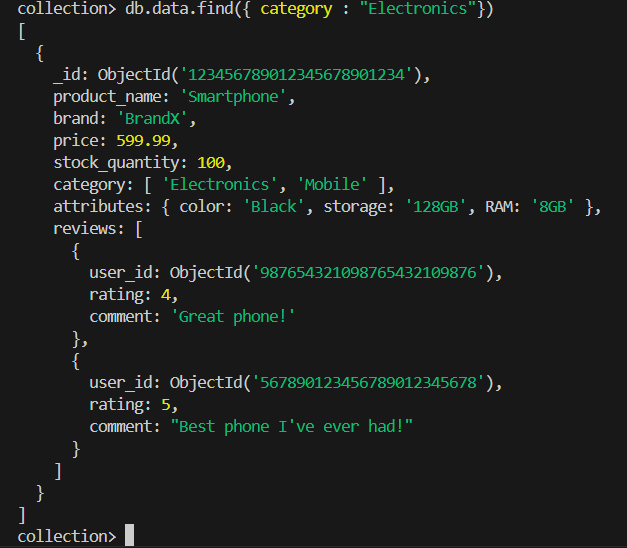 collection> db.data.find({ category : "Electronics"})
[
  {
    _id: ObjectId('123456789012345678901234'),
    product_name: 'Smartphone',
    brand: 'BrandX',
    price: 599.99,
    stock_quantity: 100,
    category: [ 'Electronics', 'Mobile' ],
    attributes: { color: 'Black', storage: '128GB', RAM: '8GB' },
    reviews: [
      {
        user_id: ObjectId('987654321098765432109876'),
        rating: 4,
        comment: 'Great phone!'
      },
      {
        user_id: ObjectId('567890123456789012345678'),
        rating: 5,
        comment: "Best phone I've ever had!"
      }
    ]
  }
]
collection>